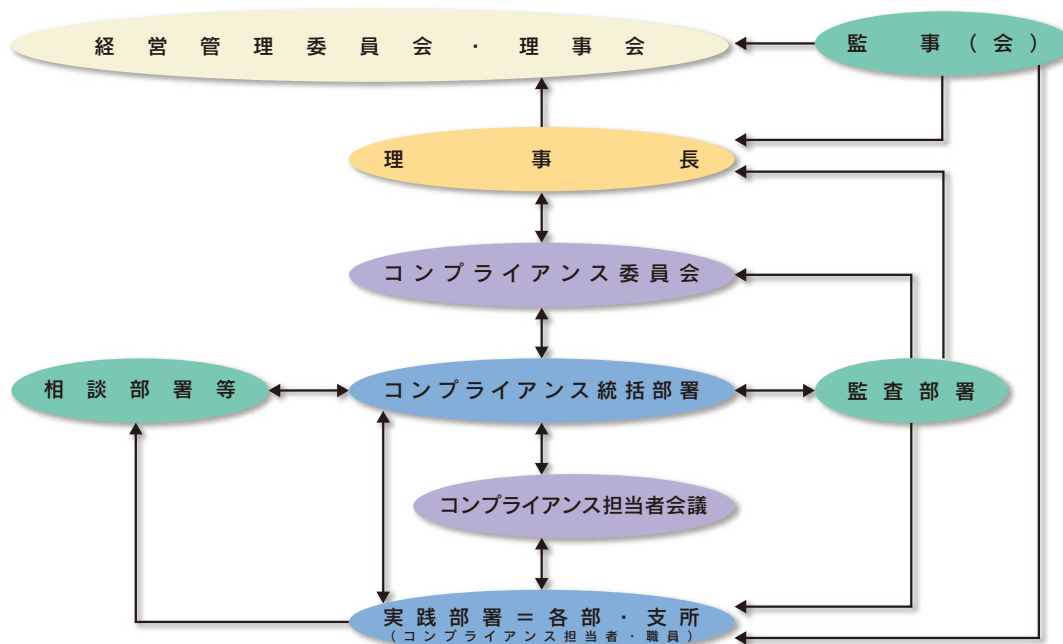 経営管理委員会・理事会
監事(会)
理事長
コンプライアンス委員会
相談部署等
コンプライアンス統括部署
監査部署
コンプライアンス担当者会議
実践部署=各部・支所
(コンプライアンス担当者・職員)